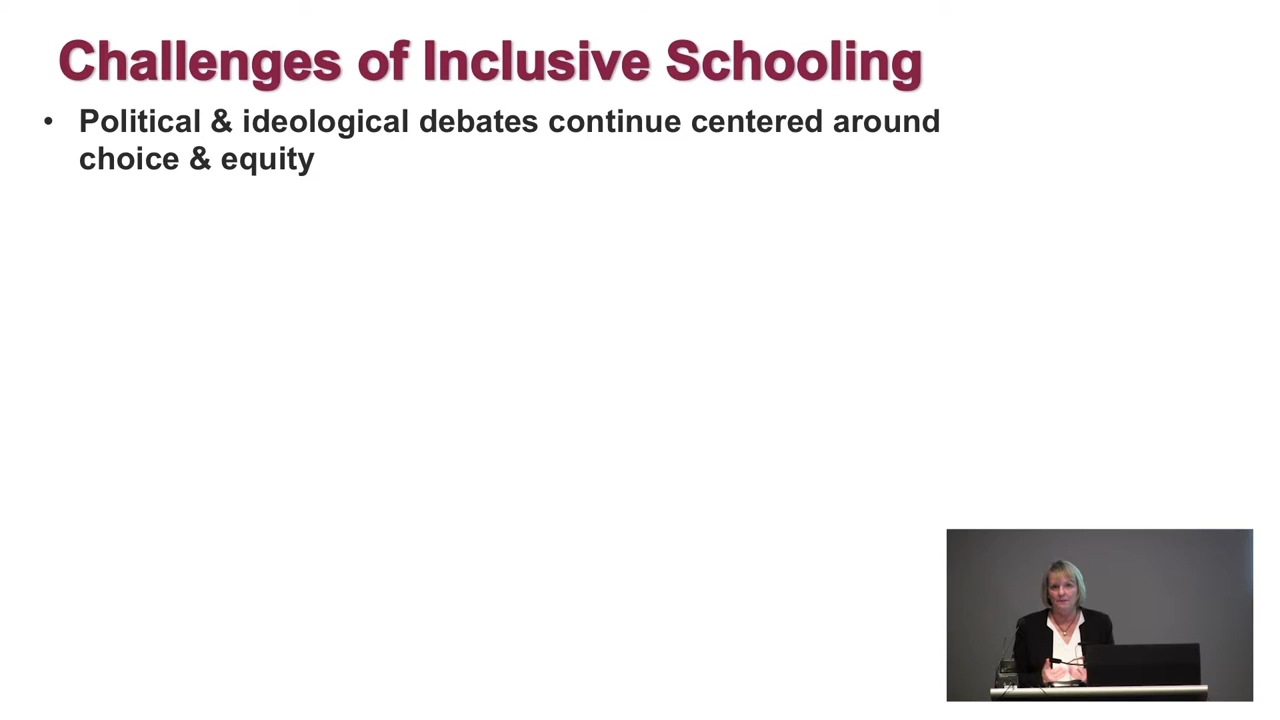 Challenges of Inclusive Schooling
• Political & ideological debates continue centered around
choice & equity